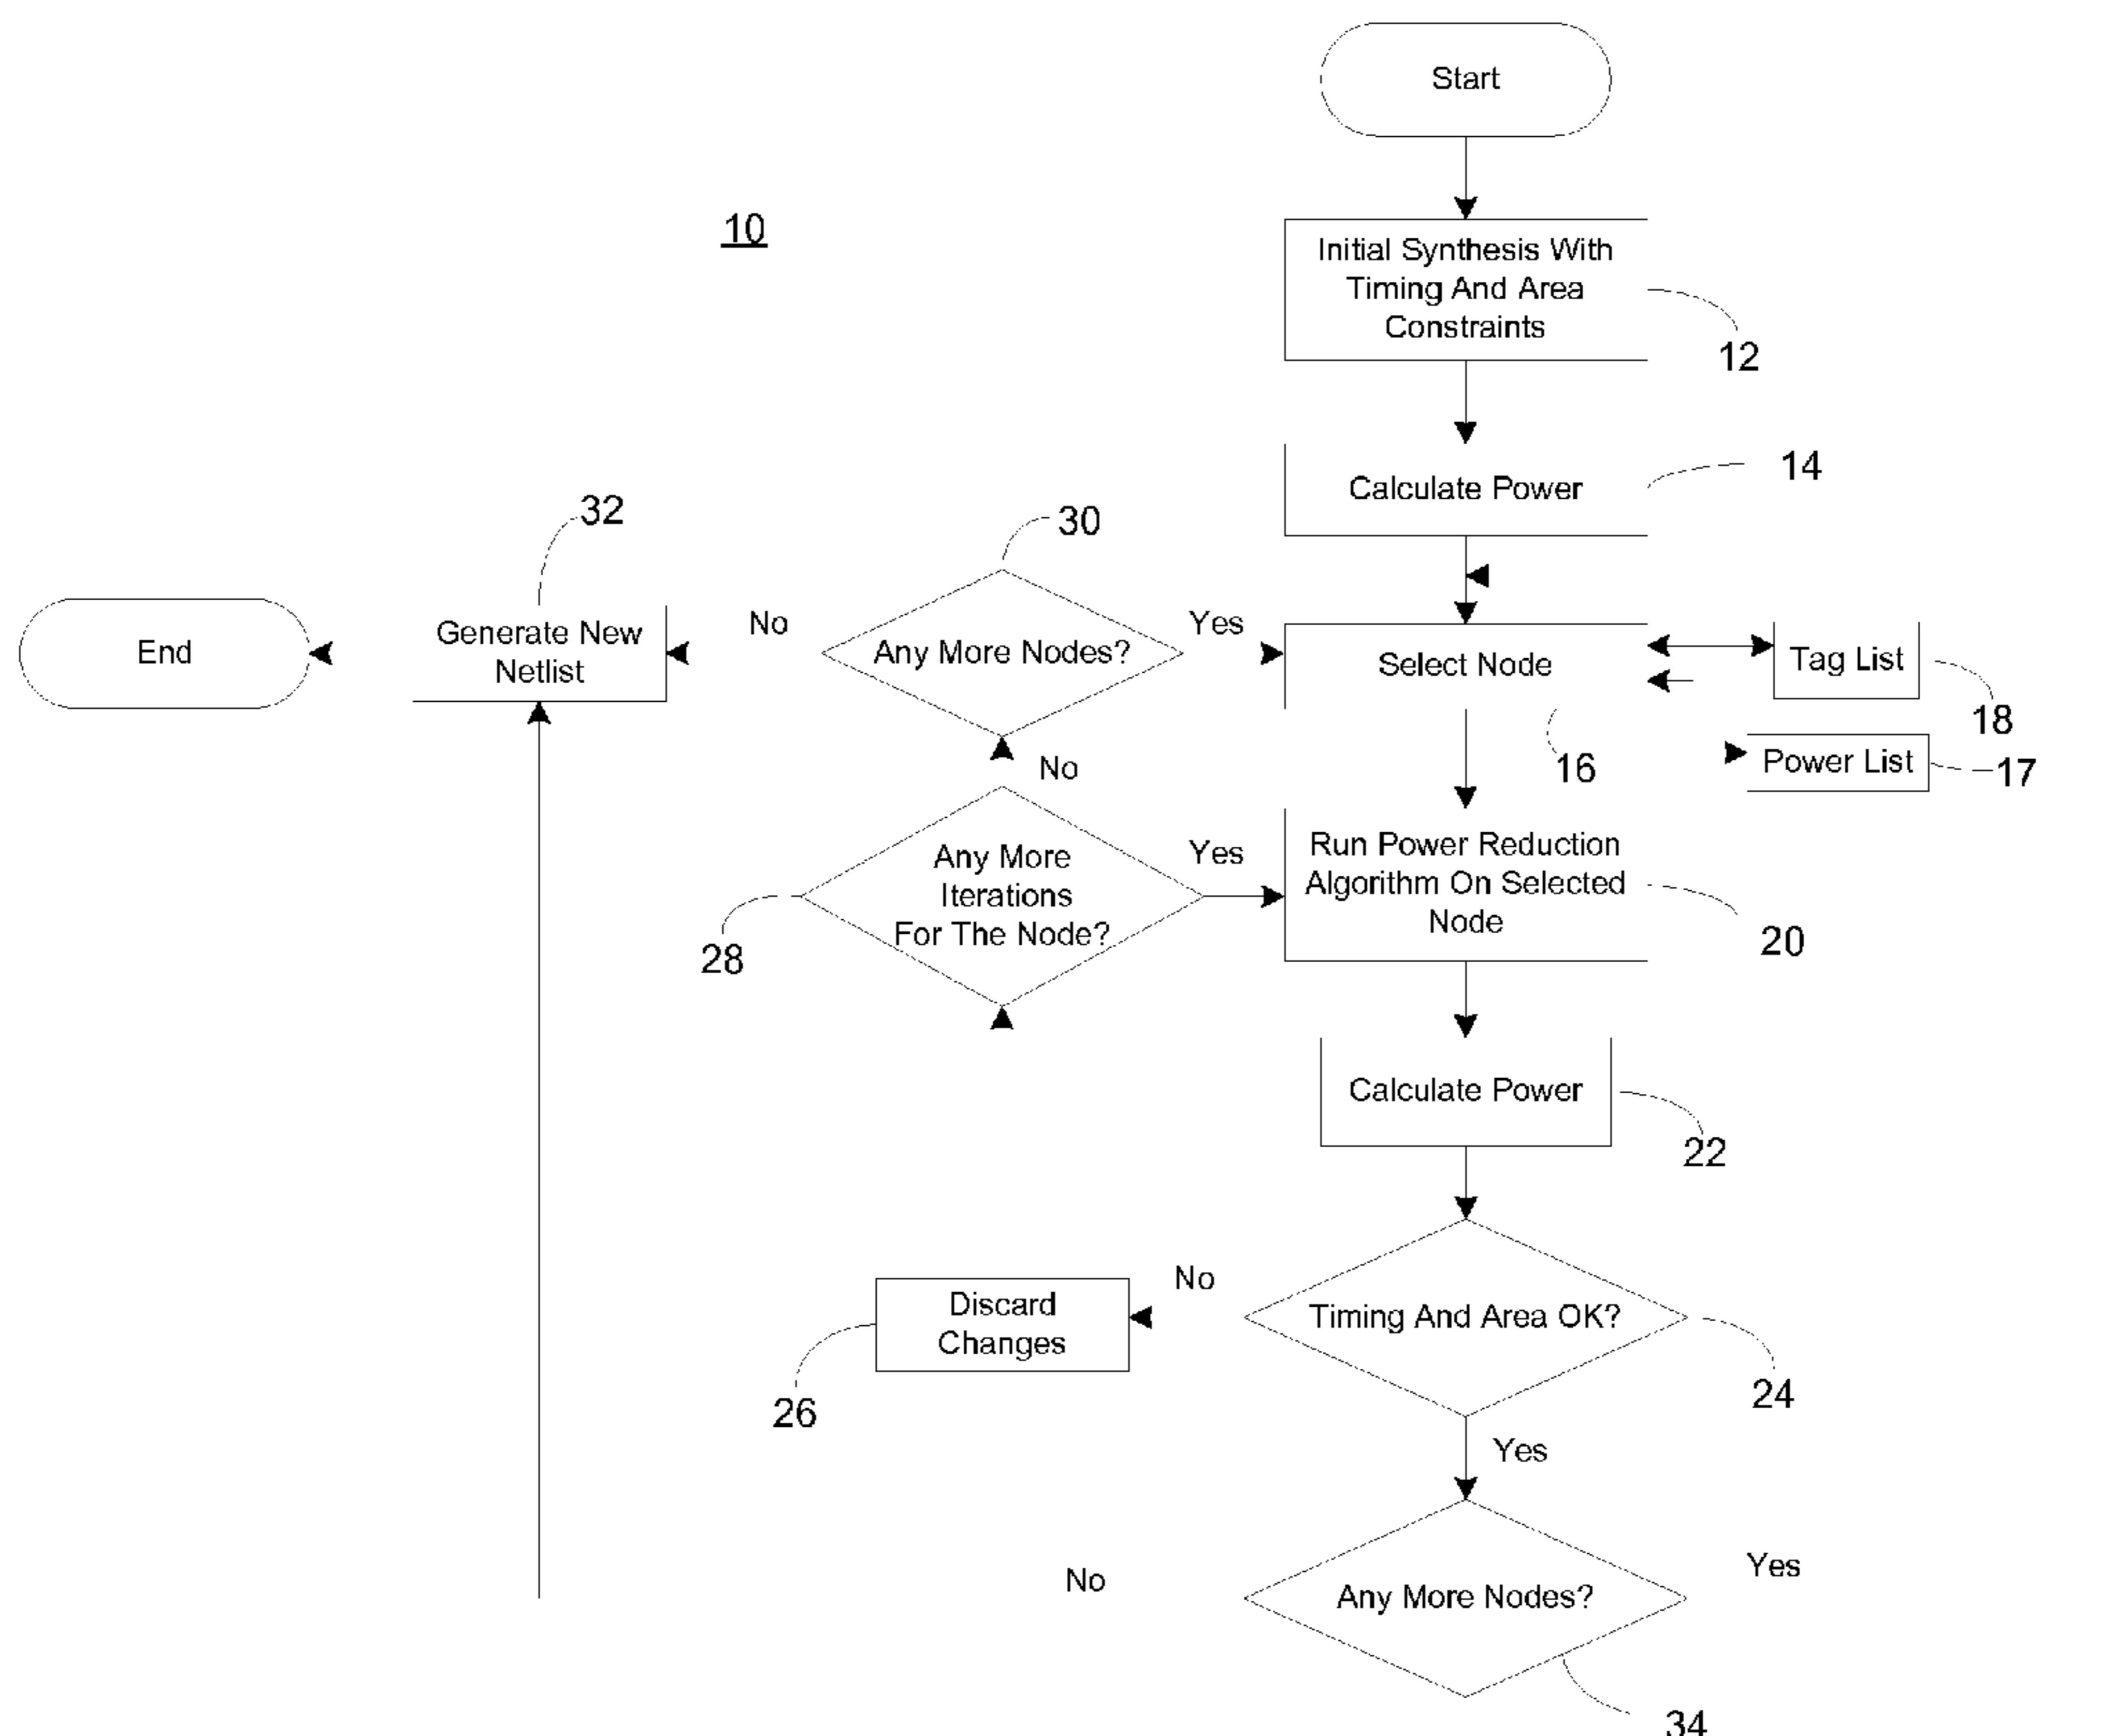 Start
10
Initial Synthesis With
Timing And Area
Constraints
12
Calculate Power
14
32
30
End
Generate New
Netlist
No
Any More Nodes?
Yes
Select Node
Tag List
18
16
Power List
17
No
Any More
Iterations
For The Node?
Yes
28
Run Power Reduction
Algorithm On Selected
Node
20
Calculate Power
22
Discard
Changes
No
Timing And Area OK?
26
24
Yes
No
Any More Nodes?
Yes
34